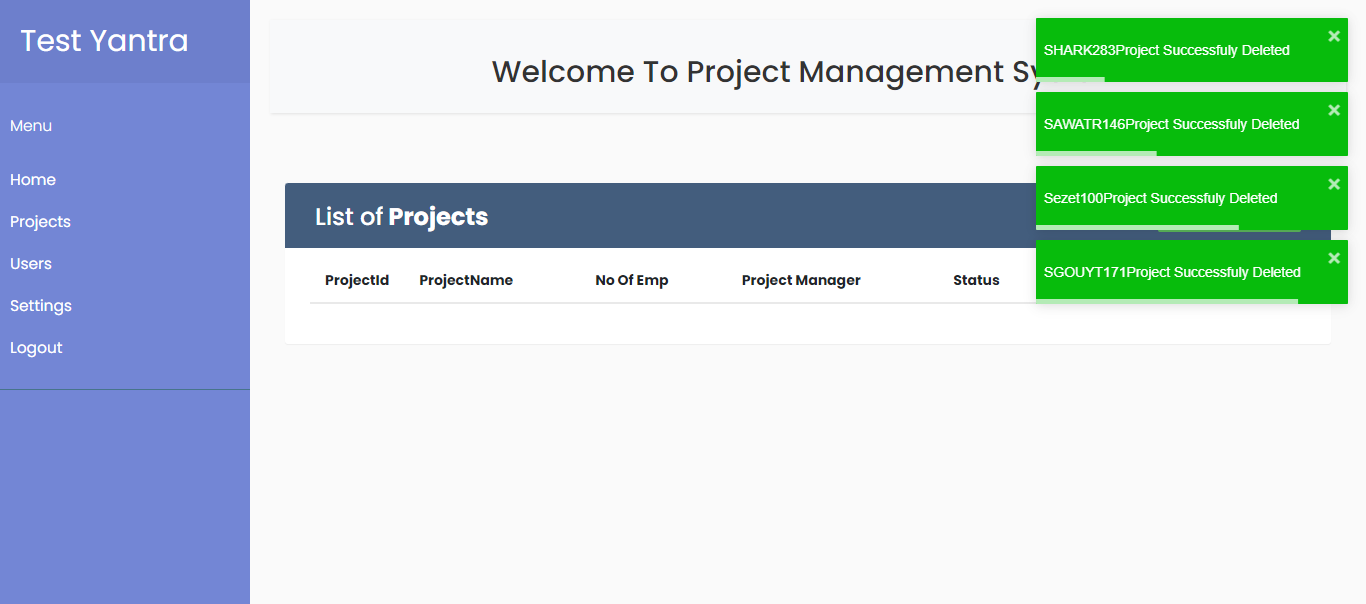 Test Yantra
Menu
Home
Projects
Users
Settings
Logout
Welcome To Project Management
List of Projects
ProjectId ProjectName No Of Emp Project Manager Status
SHARK283Project Successfuly Deleted
SAWATR146Project Successfuly Deleted
Sezet100Project Successfuly Deleted
SGOUYT171Project Successfuly Deleted